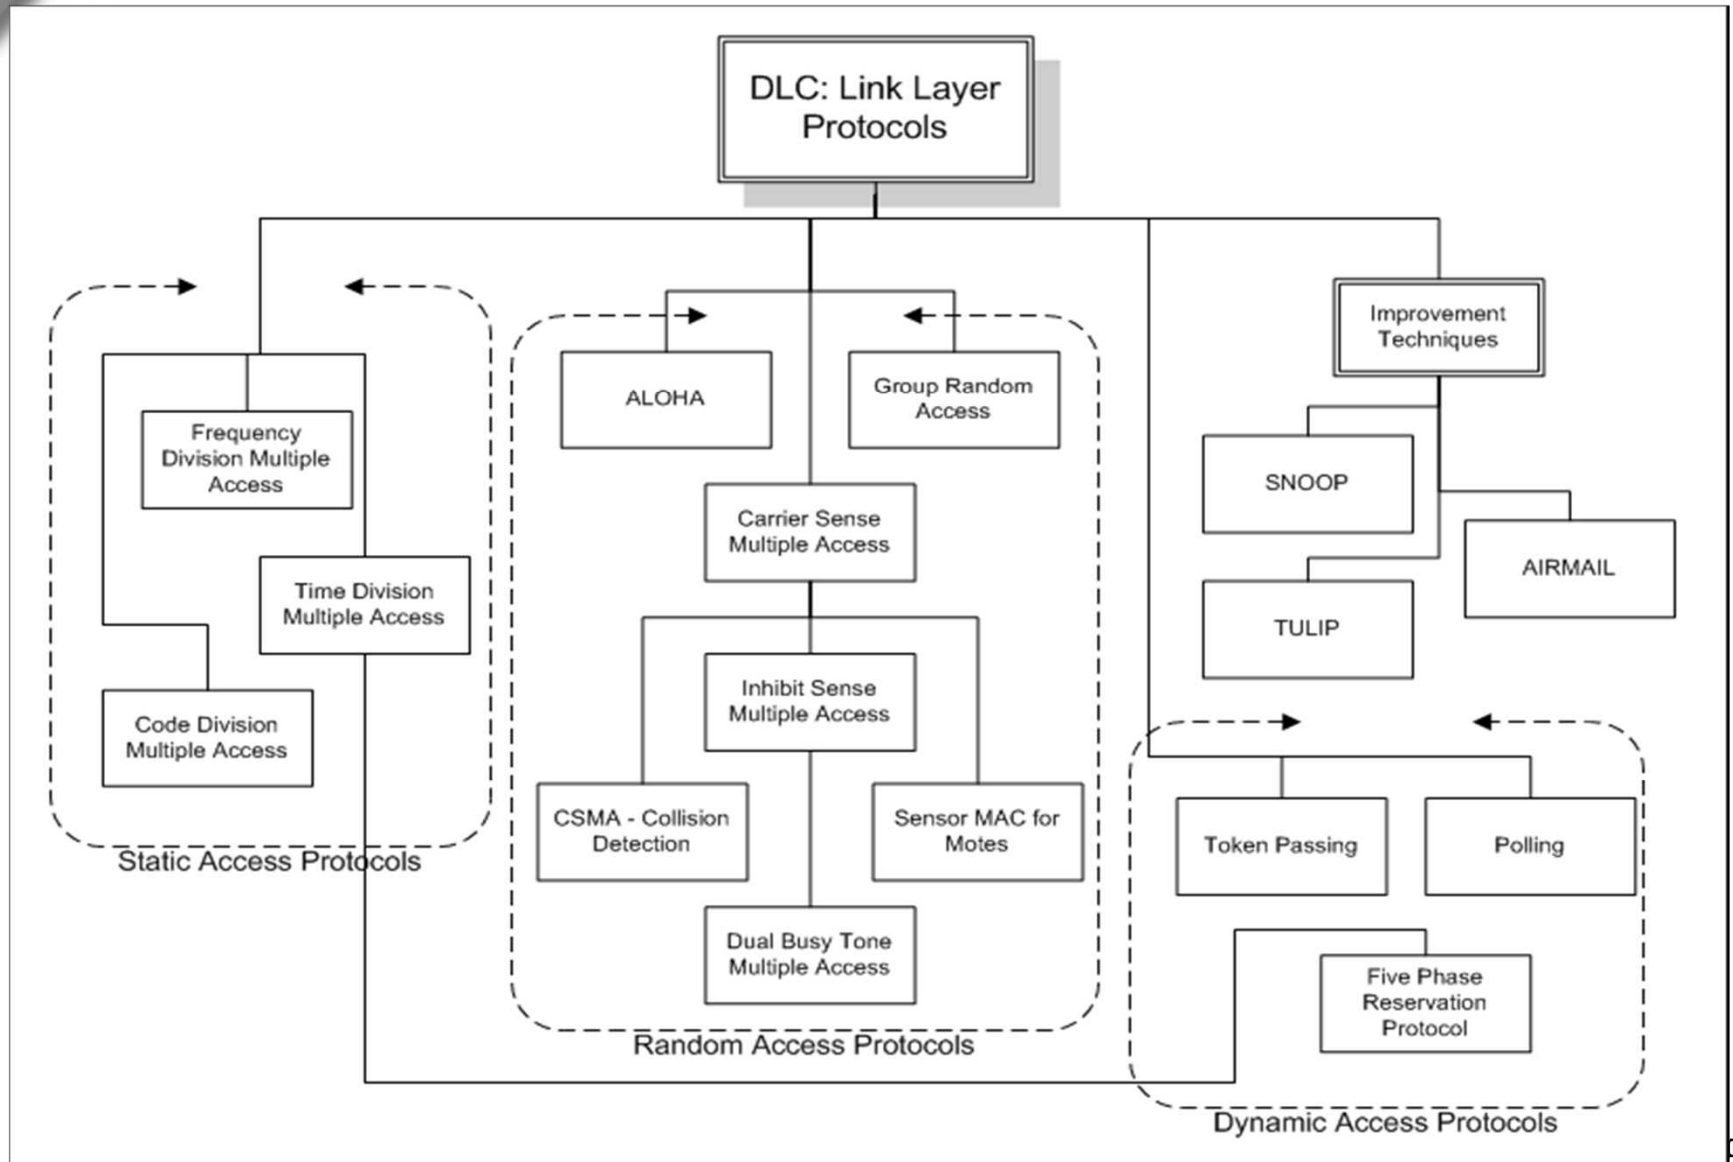 DLC: Link Layer
Protocols
Improvement
Techniques
ALOHA
Group Random
Access
Frequency
Division Multiple
Access
SNOOP
Carrier Sense
Multiple Access
AIRMAIL
Time Division
Multiple Access
TULIP
Inhibit Sense
Multiple Access
Code Division
Multiple Access
CSMA - Collision
Detection
Sensor MAC for
Motes
Token Passing
Polling
Static Access Protocols
Dual Busy Tone
Multiple Access
Five Phase
Reservation
Protocol
Random Access Protocols
Dynamic Access Protocols